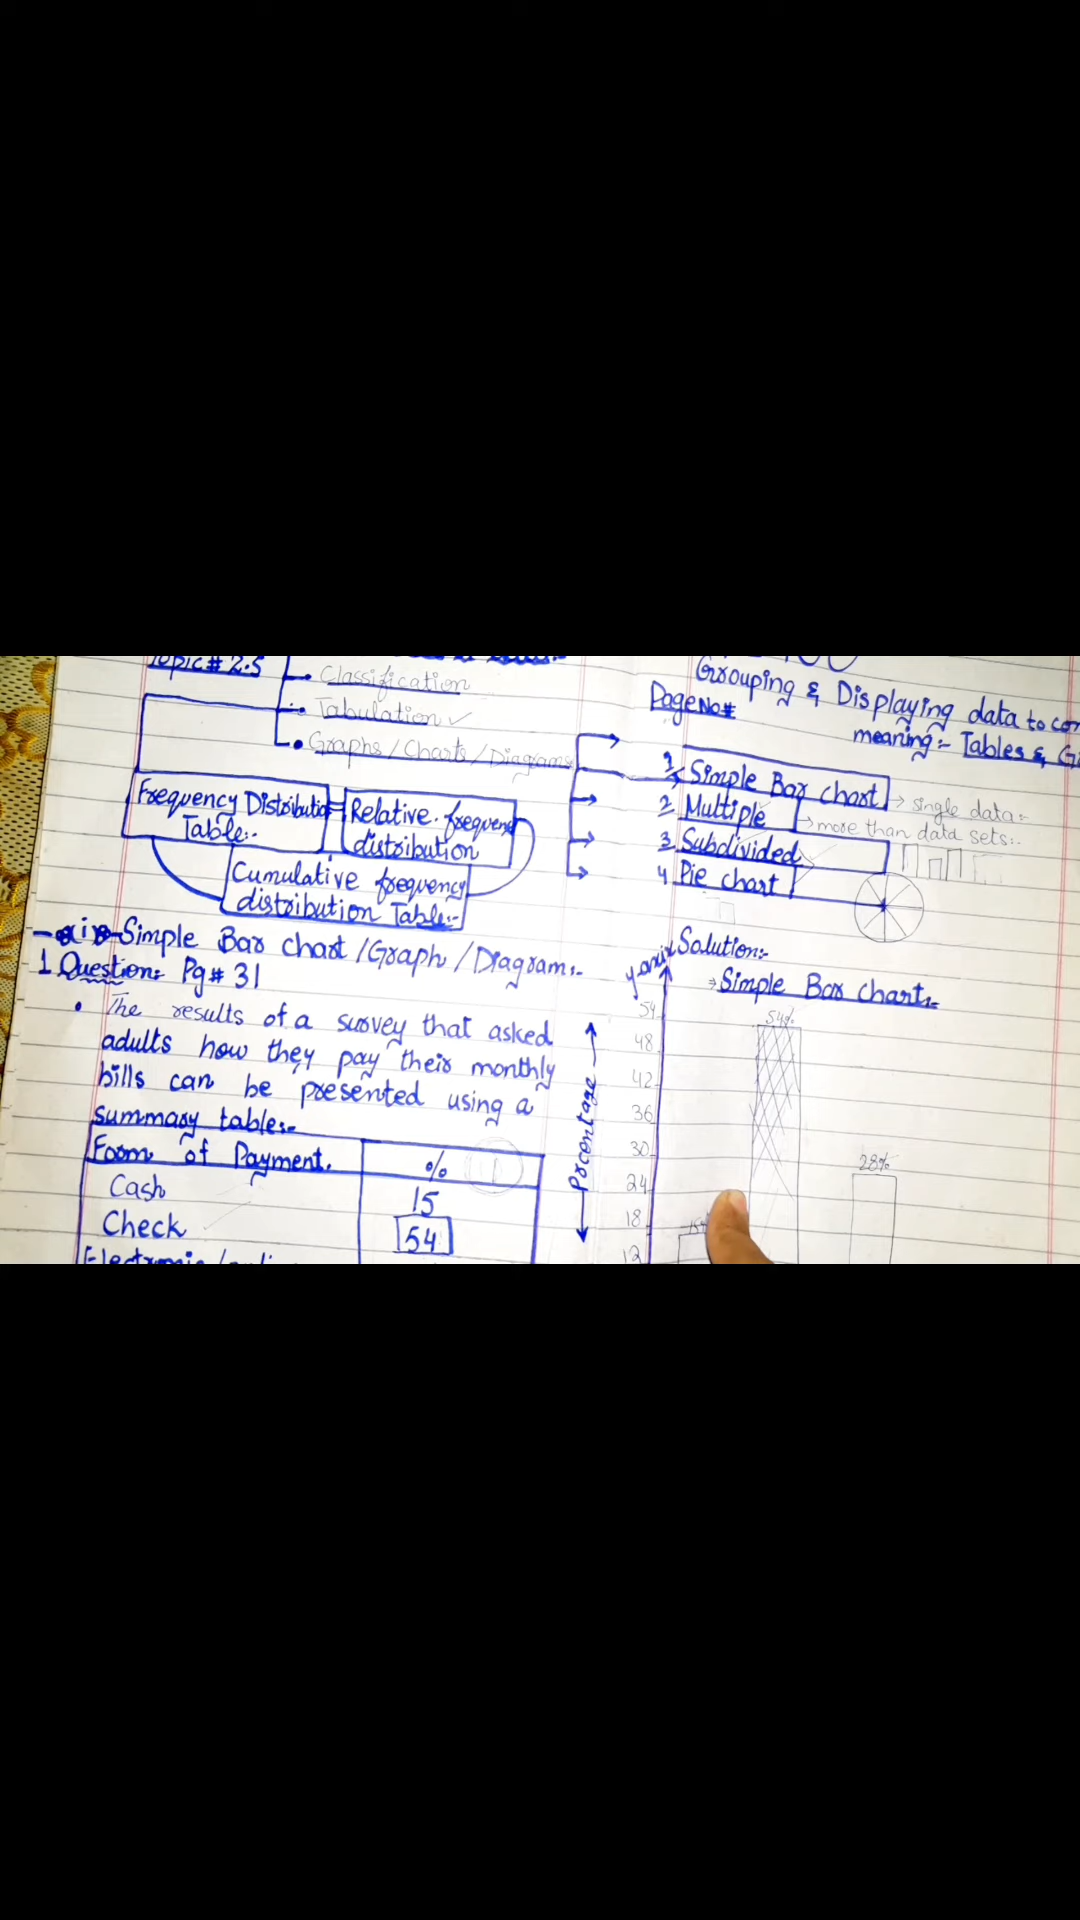 Topic# 2.5
Classification
Tabulation
Graphs / Charts / Diagrams
Frequency Distribution
Table:-
Relative frequency
distribution
Cumulative frequency
distribution Table:-
Simple Bar chart / Graph / Diagram:-
1. Question:- Pg# 31
• The results of a survey that asked
adults how they pay their monthly
bills can be presented using a
summary table:-
Form of Payment. %
Cash 15
Check 54
Grouping & Displaying data to
Page No#
meaning:- Tables &
1 Simple Bar chart → single data:-
2 Multiple → more than data sets:-
3 Subdivided
4 Pie chart
Solution:-
→ Simple Bar chart:-
y-axis
Percentage
54
48
42
36
30
24
18
12
54%
28%